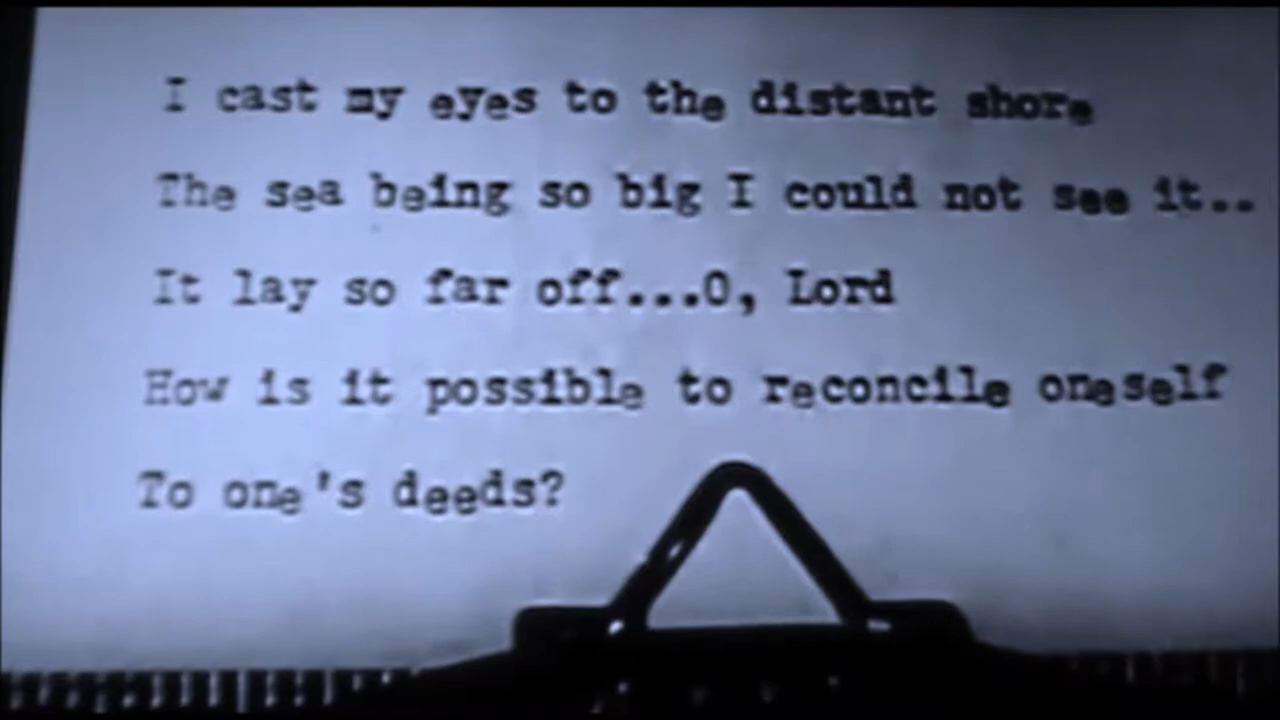 I cast my eyes to the distant shore
The sea being so big I could not see it..
It lay so far off...O, Lord
How is it possible to reconcile oneself
To one's deeds?